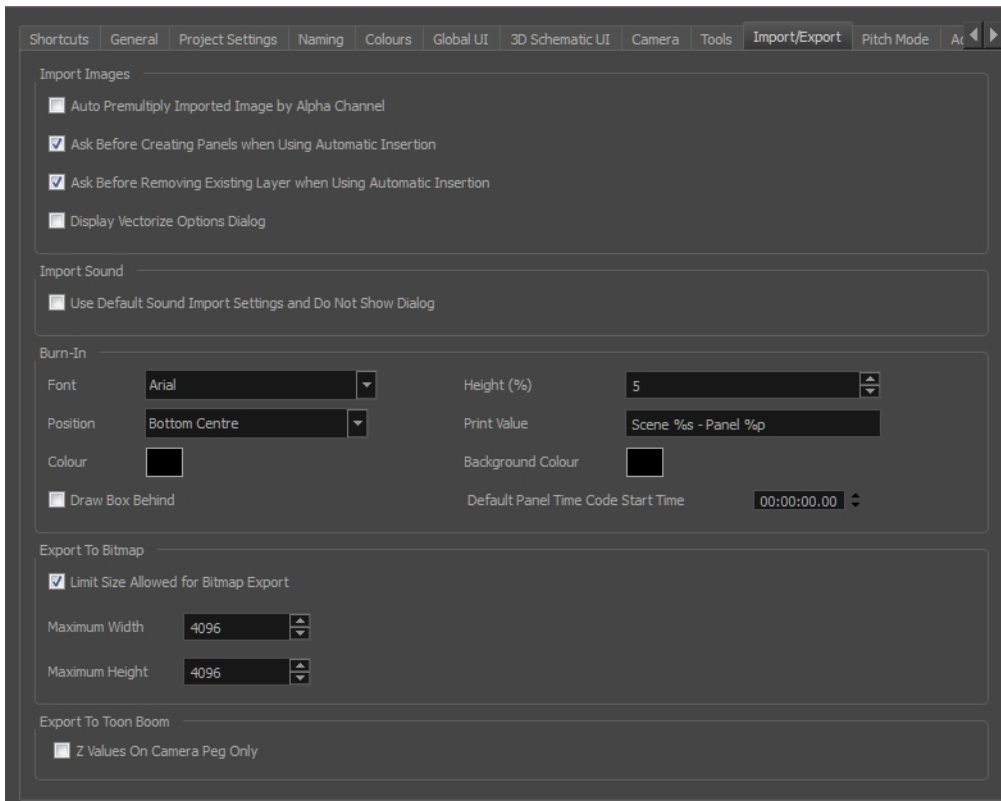 Shortcuts General Project Settings Naming Colours Global UI 3D Schematic UI Camera Tools Import/Export Pitch Mode
Import Images
Auto Premultiply Imported Image by Alpha Channel
Ask Before Creating Panels when Using Automatic Insertion
Ask Before Removing Existing Layer when Using Automatic Insertion
Display Vectorize Options Dialog
Import Sound
Use Default Sound Import Settings and Do Not Show Dialog
Burn-In
Font Arial Height (%) 5
Position Bottom Centre Print Value Scene %s - Panel %p
Colour Background Colour
Draw Box Behind Default Panel Time Code Start Time 00:00:00.00
Export To Bitmap
Limit Size Allowed for Bitmap Export
Maximum Width 4096
Maximum Height 4096
Export To Toon Boom
Z Values On Camera Peg Only